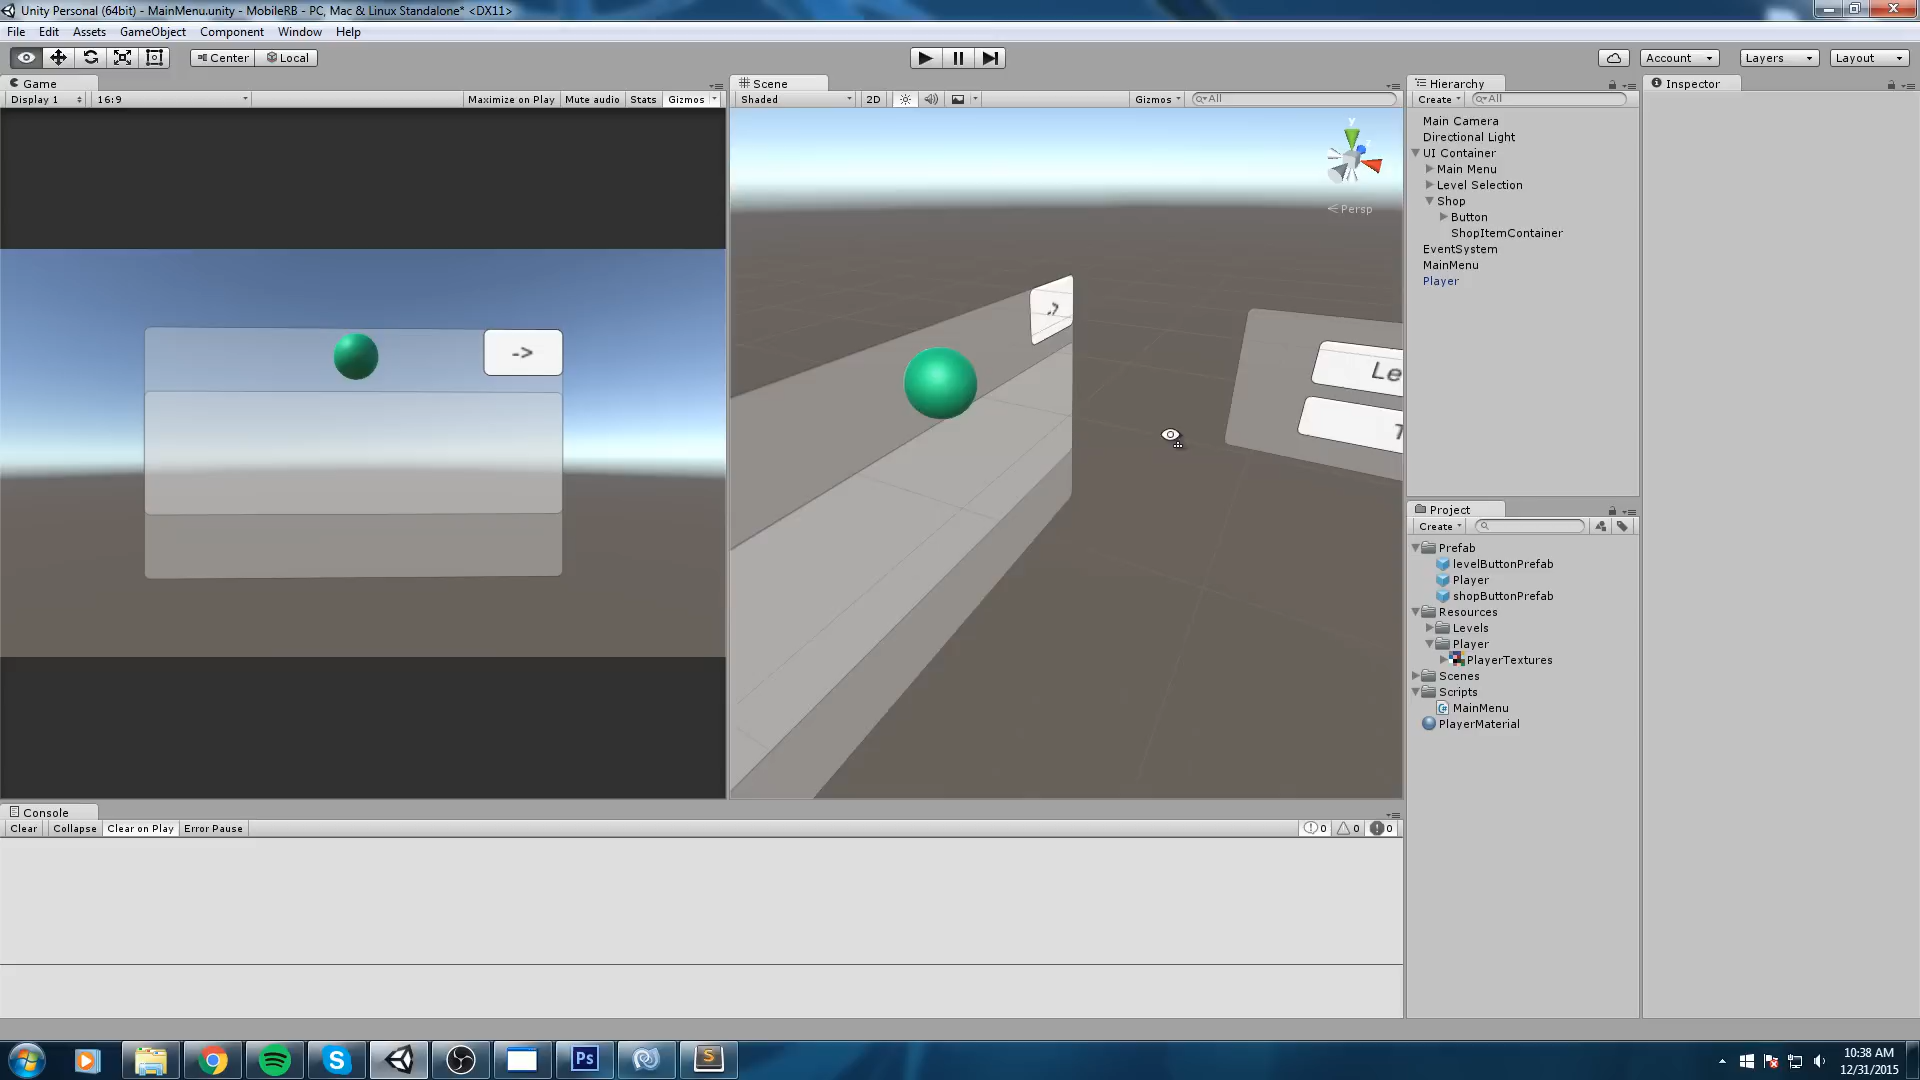 Unity Personal (64bit) - MainMenu.unity - MobileRB - PC, Mac & Linux Standalone* <DX11>
File Edit Assets GameObject Component Window Help
Center Local Account Layers Layout
Game
Display 1 16:9 Maximize on Play Mute audio Stats Gizmos
Scene
Shaded 2D Gizmos All
y
Persp
->
->
Le
T
Hierarchy
Create All
Main Camera
Directional Light
UI Container
Main Menu
Level Selection
Shop
Button
ShopItemContainer
EventSystem
MainMenu
Player
Inspector
Project
Create
Prefab
levelButtonPrefab
Player
shopButtonPrefab
Resources
Levels
Player
PlayerTextures
Scenes
Scripts
MainMenu
PlayerMaterial
Console
Clear Collapse Clear on Play Error Pause 0 0 0
Ps
S
10:38 AM
12/31/2015